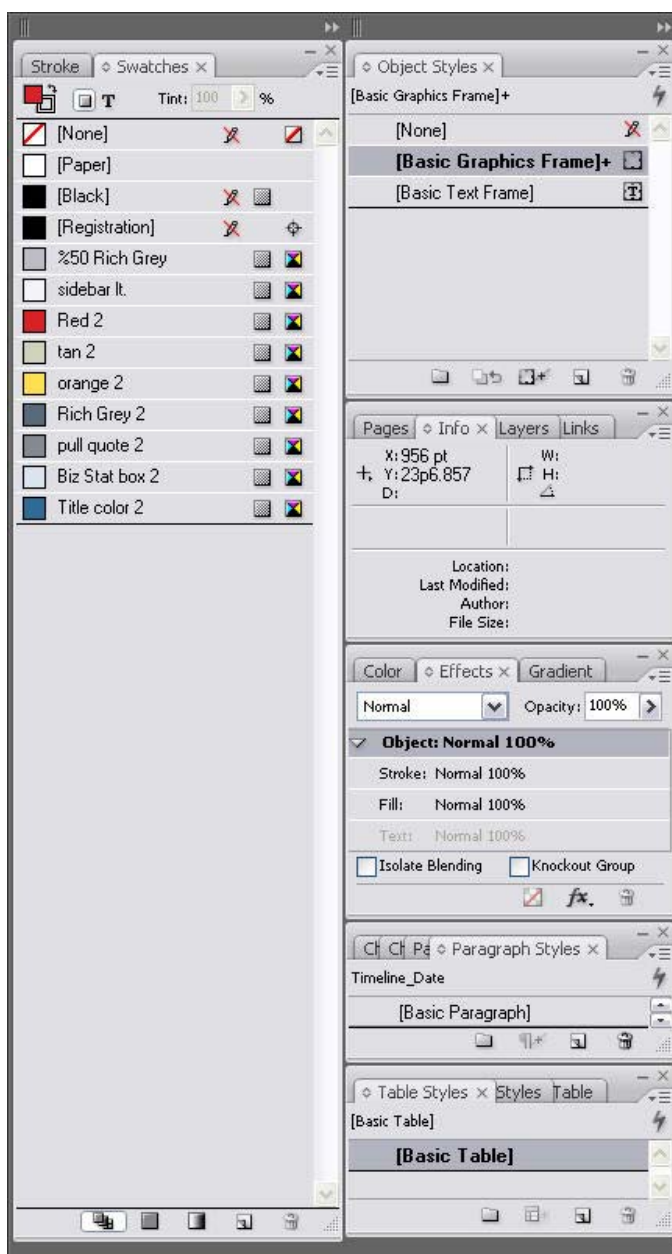 Stroke Swatches
T Tint: 100 %
[None]
[Paper]
[Black]
[Registration]
%50 Rich Grey
sidebar lt.
Red 2
tan 2
orange 2
Rich Grey 2
pull quote 2
Biz Stat box 2
Title color 2
Object Styles
[Basic Graphics Frame]+
[None]
[Basic Graphics Frame]+
[Basic Text Frame] T
Pages Info Layers Links
X: 956 pt W:
Y: 23p6.857 H:
D:
Location:
Last Modified:
Author:
File Size:
Color Effects Gradient
Normal Opacity: 100%
Object: Normal 100%
Stroke: Normal 100%
Fill: Normal 100%
Text: Normal 100%
Isolate Blending Knockout Group
fx.
Paragraph Styles
Timeline_Date
[Basic Paragraph]
Table Styles Styles Table
[Basic Table]
[Basic Table]